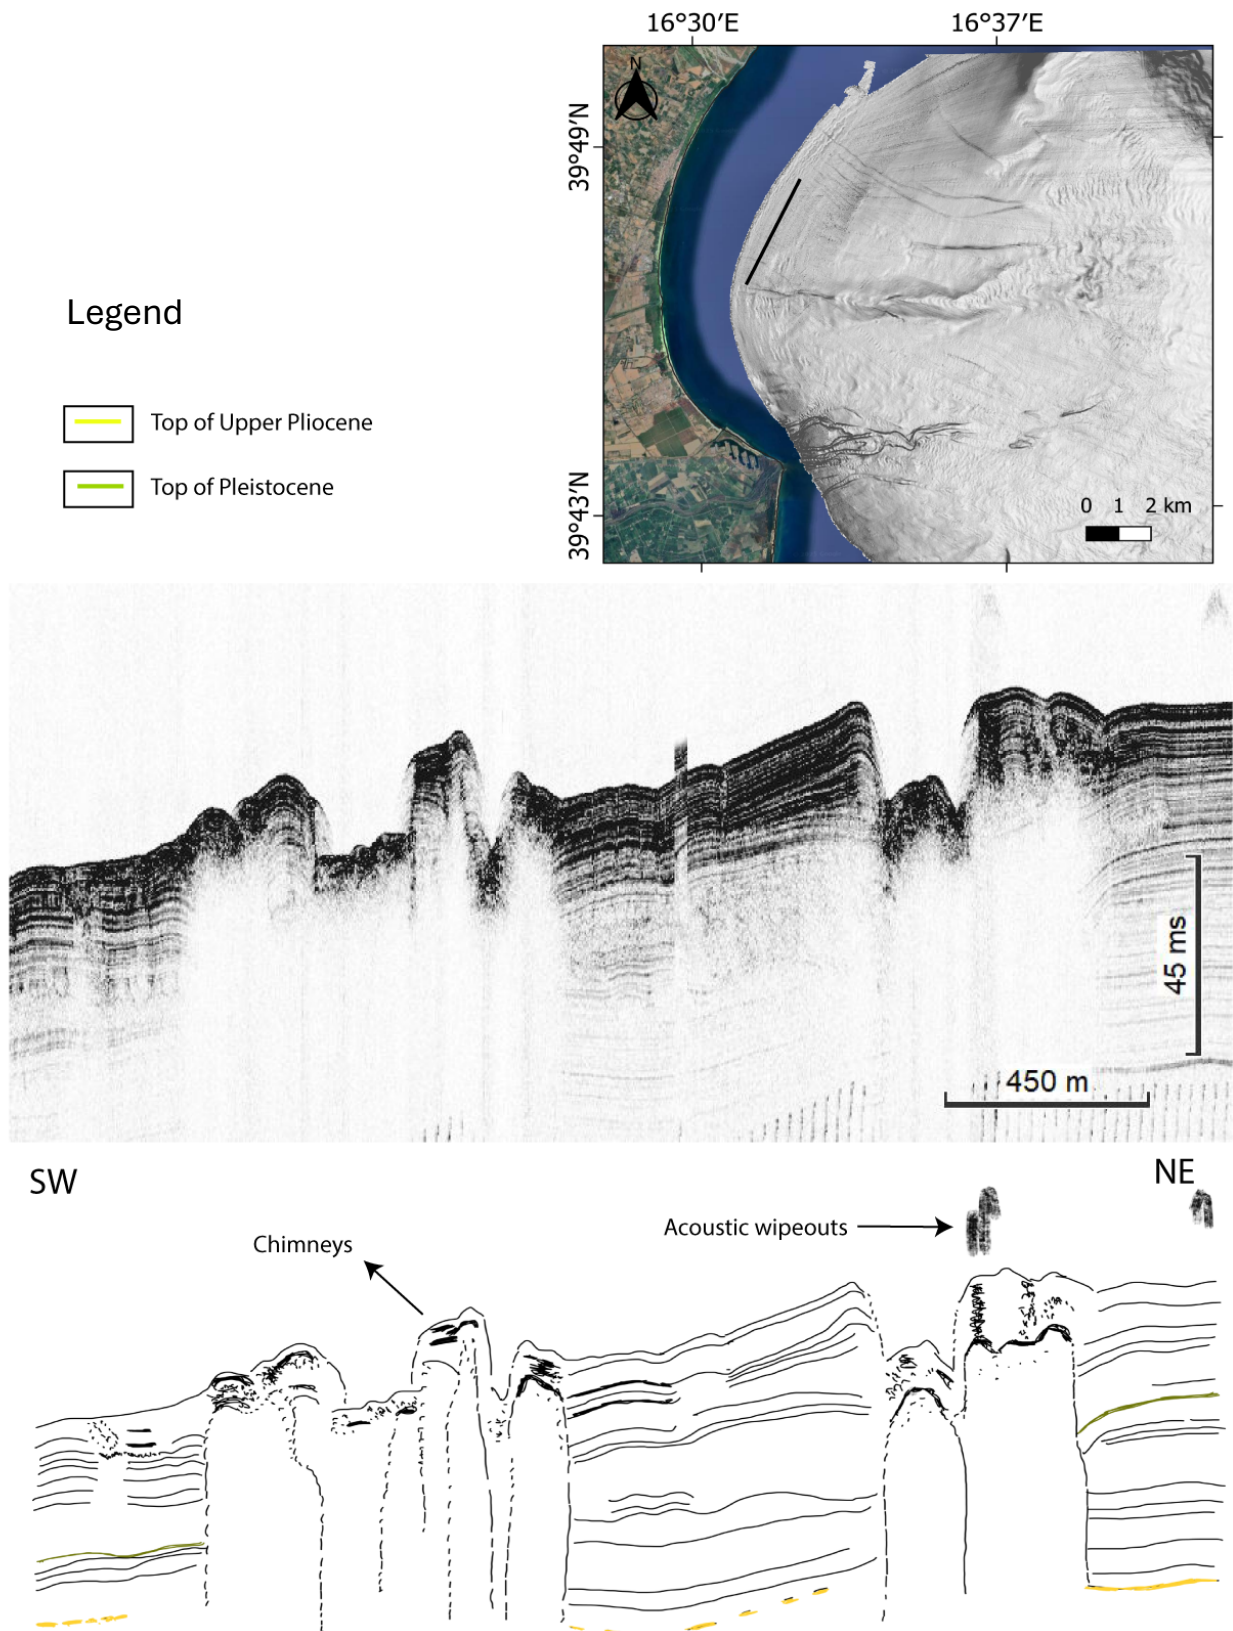 16°30'E 16°37'E
N
39°49'N
39°43'N
0 1 2 km
Legend
Top of Upper Pliocene
Top of Pleistocene
45 ms
450 m
SW NE
Chimneys
Acoustic wipeouts